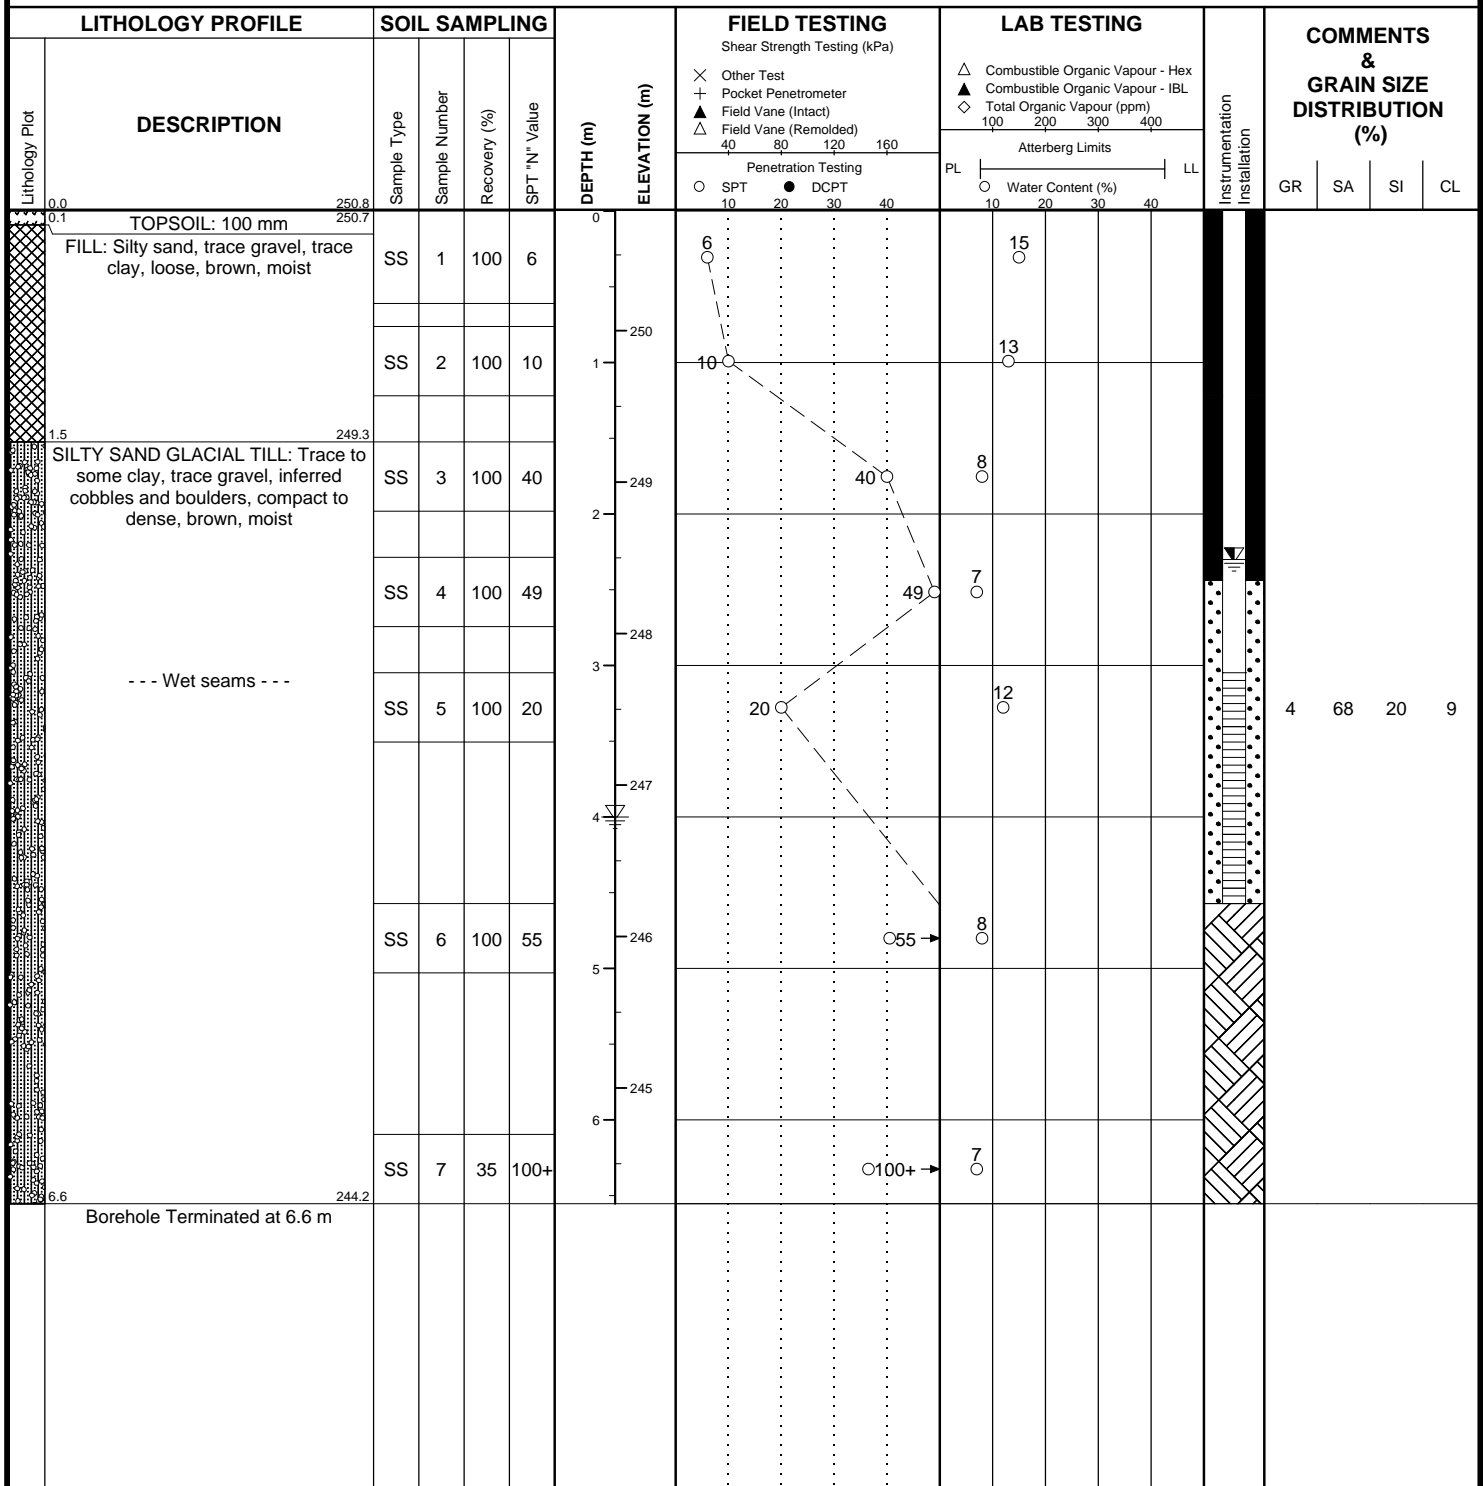 LITHOLOGY PROFILE
SOIL SAMPLING
FIELD TESTING
LAB TESTING
COMMENTS
&
GRAIN SIZE
DISTRIBUTION
(%)
Lithology Plot
DESCRIPTION
Sample Type
Sample Number
Recovery (%)
SPT "N" Value
DEPTH (m)
ELEVATION (m)
Shear Strength Testing (kPa)
Other Test
Pocket Penetrometer
Field Vane (Intact)
Field Vane (Remolded)
40 80 120 160
Penetration Testing
SPT DCPT
10 20 30 40
Combustible Organic Vapour - Hex
Combustible Organic Vapour - IBL
Total Organic Vapour (ppm)
100 200 300 400
Atterberg Limits
PL LL
Water Content (%)
10 20 30 40
Instrumentation
Installation
GR SA SI CL
0.0 250.8
0.1 250.7
TOPSOIL: 100 mm
FILL: Silty sand, trace gravel, trace
clay, loose, brown, moist
SS 1 100 6
0
6
15
250
SS 2 100 10
1
10
13
1.5 249.3
SILTY SAND GLACIAL TILL: Trace to
some clay, trace gravel, inferred
cobbles and boulders, compact to
dense, brown, moist
SS 3 100 40
249
40
8
2
SS 4 100 49
49
7
248
3
- - - Wet seams - - -
SS 5 100 20
20
12
4 68 20 9
247
4
SS 6 100 55
246
55
8
5
245
6
SS 7 35 100+
100+
7
6.6 244.2
Borehole Terminated at 6.6 m